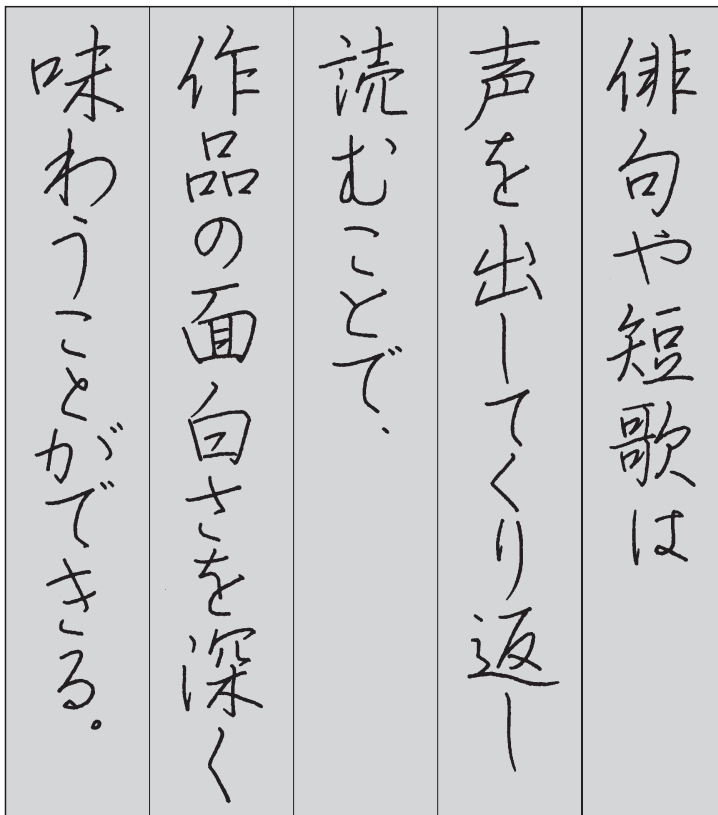 俳句や短歌は
声を出してくり返し
読むことで、
作品の面白さを深く
味わうことができる。